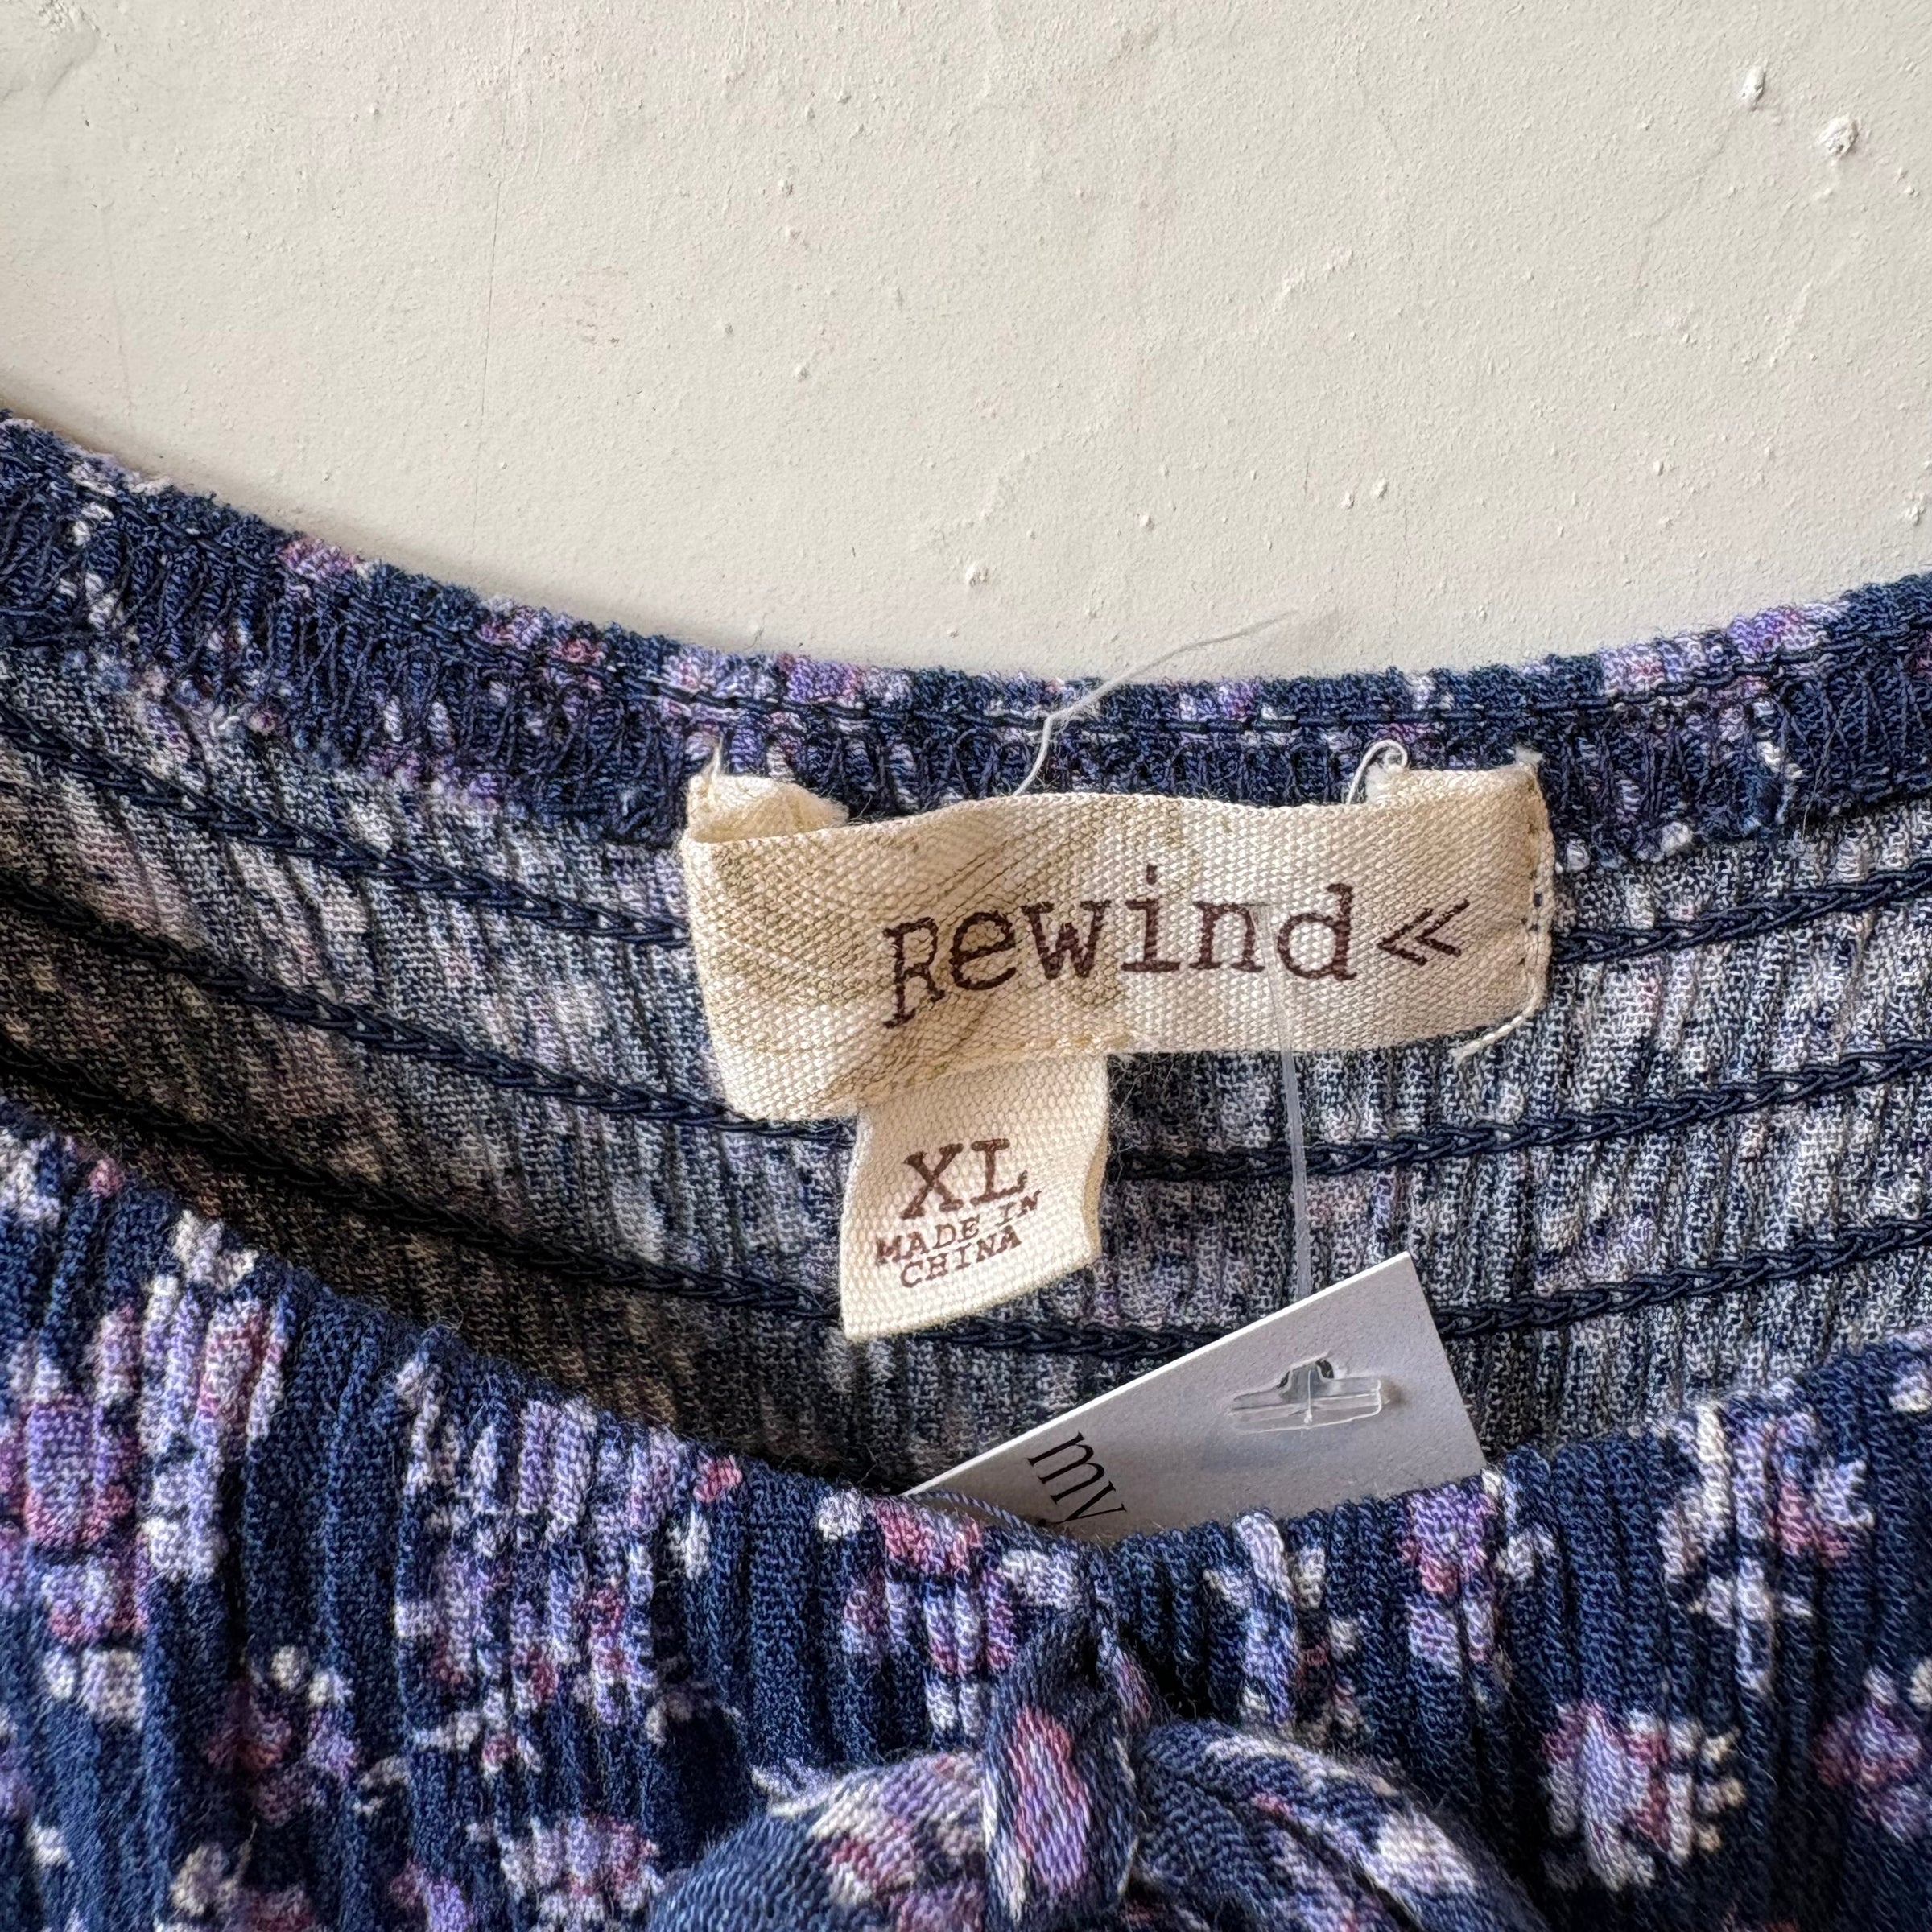 Rewind «
XL
MADE IN
CHINA
my